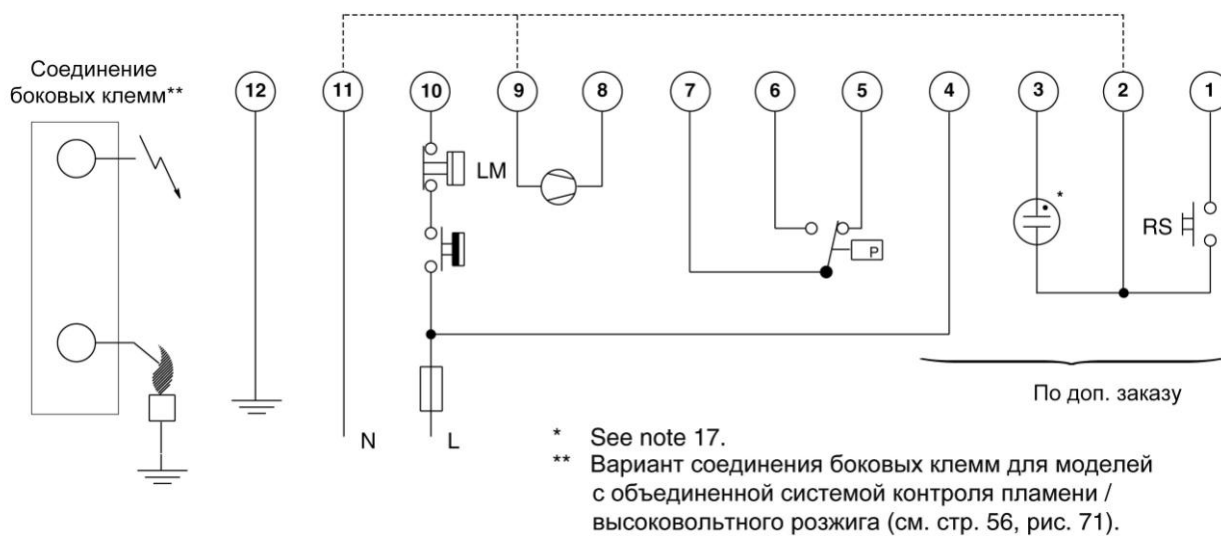 Соединение
боковых клемм**
12 11 10 9 8 7 6 5 4 3 2 1
LM
*
RS
P
По доп. заказу
N L
* See note 17.
** Вариант соединения боковых клемм для моделей
с объединенной системой контроля пламени /
высоковольтного розжига (см. стр. 56, рис. 71).